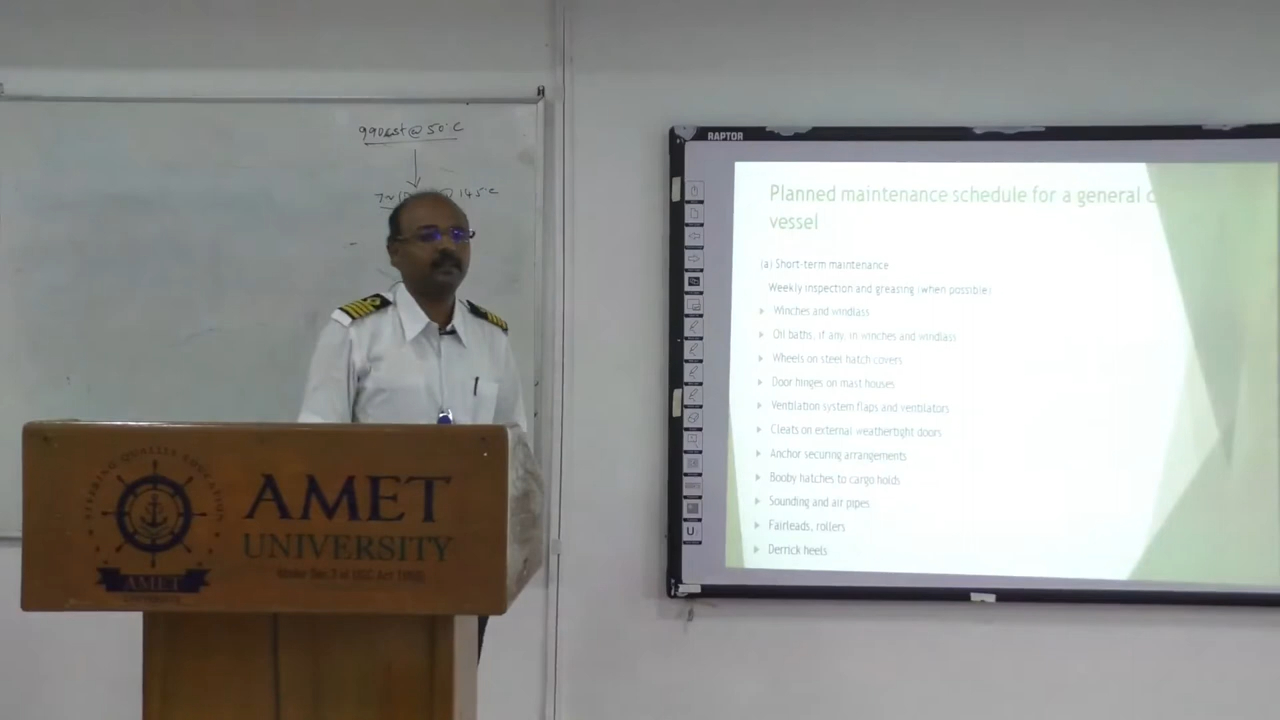 990cst @ 50°C
145°C
RAPTOR
Planned maintenance schedule for a general c
vessel
(a) Short-term maintenance
Weekly inspection and greasing (when possible)
Winches and windlass
Oil baths, if any, in winches and windlass
Wheels on steel hatch covers
Door hinges on mast houses
Ventilation system flaps and ventilators
Cleats on external weathertight doors
Anchor securing arrangements
Booby hatches to cargo holds
Sounding and air pipes
Fairleads, rollers
Derrick heels
QUALITY EDUCATION
AMET
AMET
UNIVERSITY